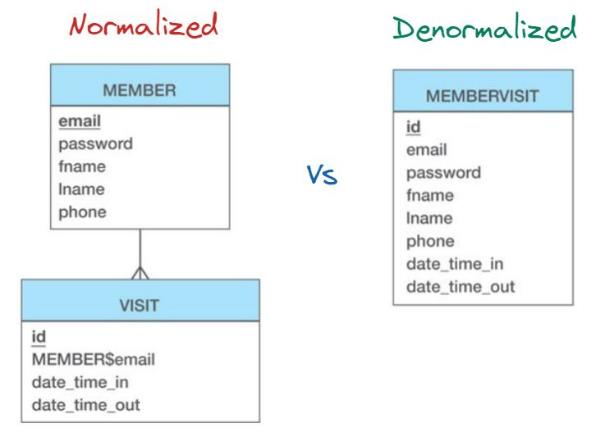 Normalized
MEMBER
email
password
fname
lname
phone
VISIT
id
MEMBER$email
date_time_in
date_time_out
Vs
Denormalized
MEMBERVISIT
id
email
password
fname
lname
phone
date_time_in
date_time_out